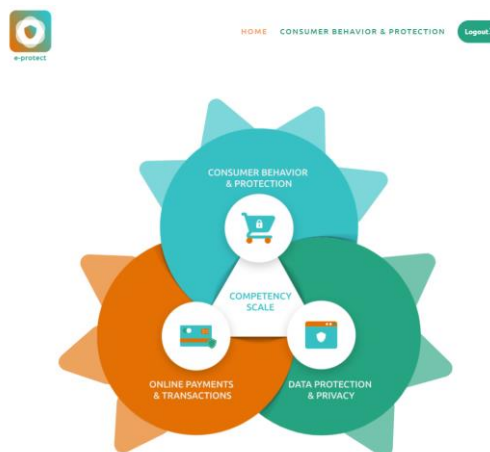 HOME CONSUMER BEHAVIOR & PROTECTION Logout
e-protect
CONSUMER BEHAVIOR
& PROTECTION
COMPETENCY
SCALE
ONLINE PAYMENTS
& TRANSACTIONS
DATA PROTECTION
& PRIVACY